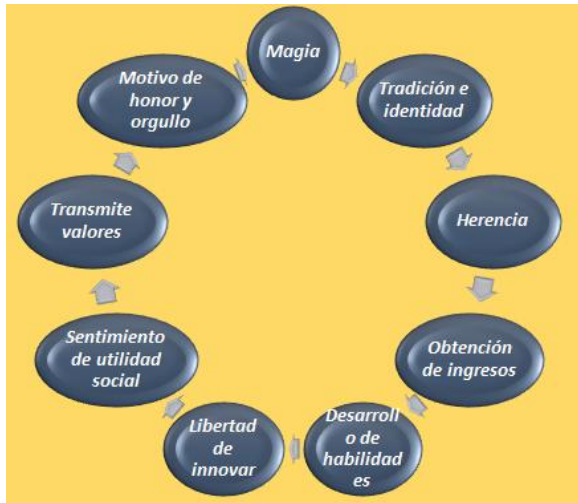 Magia
Tradición e
identidad
Herencia
Obtención
de ingresos
Desarroll
o de
habilidad
es
Libertad
de
innovar
Sentimiento
de utilidad
social
Transmite
valores
Motivo de
honor y
orgullo